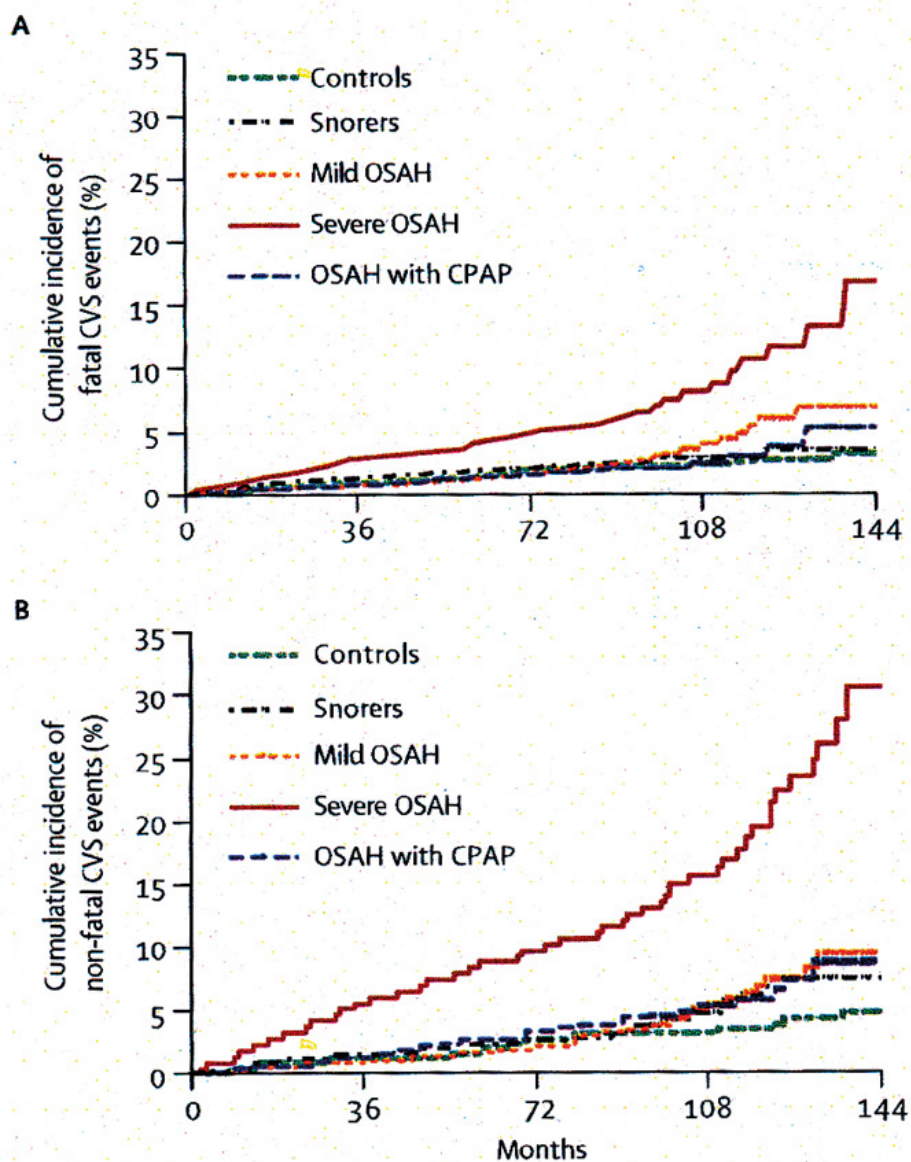 A
Cumulative incidence of
fatal CVS events (%)
35
30
25
20
15
10
5
0
Controls
Snorers
Mild OSAH
Severe OSAH
OSAH with CPAP
0 36 72 108 144
B
Cumulative incidence of
non-fatal CVS events (%)
35
30
25
20
15
10
5
0
Controls
Snorers
Mild OSAH
Severe OSAH
OSAH with CPAP
0 36 72 108 144
Months